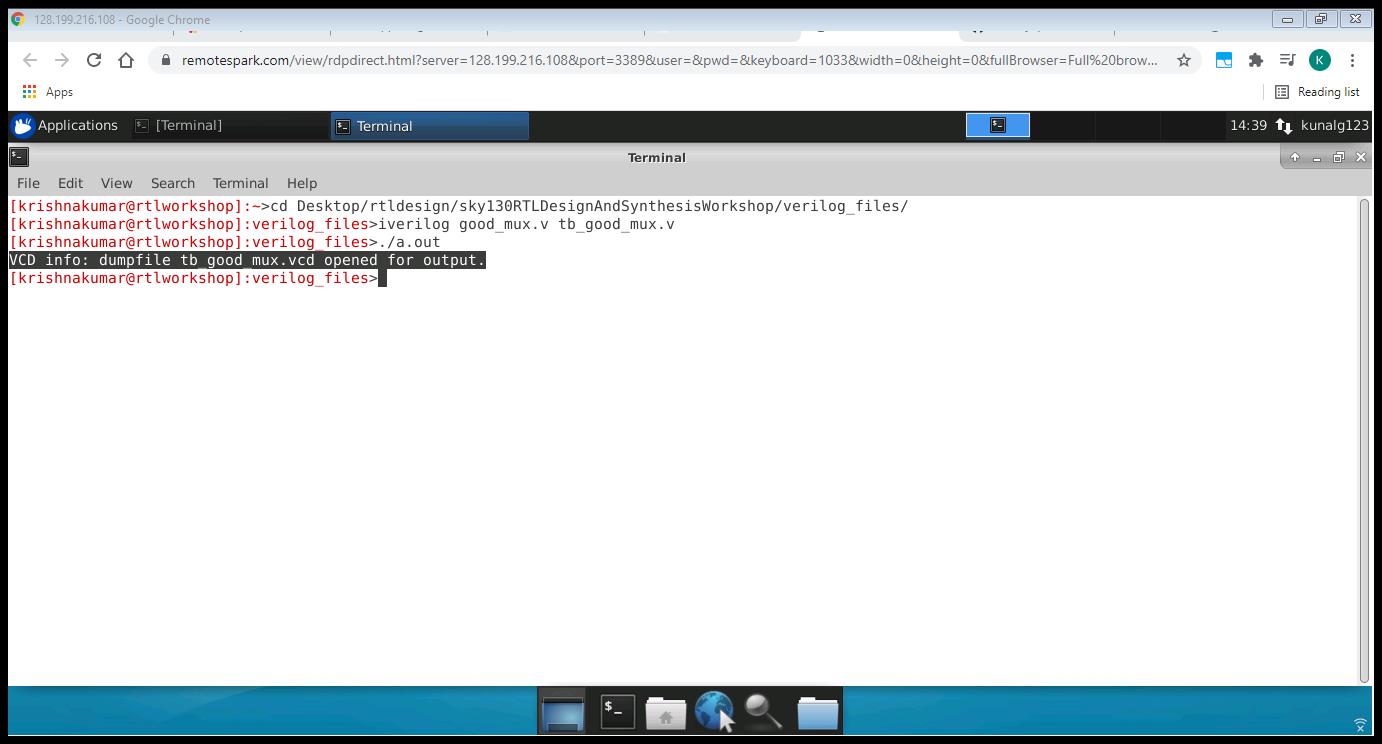 128.199.216.108 - Google Chrome
remotespark.com/view/rdpdirect.html?server=128.199.216.108&port=3389&user=&pwd=&keyboard=1033&width=0&height=0&fullBrowser=Full%20brow...
K
Apps
Reading list
Applications
[Terminal]
Terminal
14:39
kunalg123
Terminal
File Edit View Search Terminal Help
[krishnakumar@rtlworkshop]:~>cd Desktop/rtldesign/sky130RTLDesignAndSynthesisWorkshop/verilog_files/
[krishnakumar@rtlworkshop]:verilog_files>iverilog good_mux.v tb_good_mux.v
[krishnakumar@rtlworkshop]:verilog_files>./a.out
VCD info: dumpfile tb_good_mux.vcd opened for output.
[krishnakumar@rtlworkshop]:verilog_files>